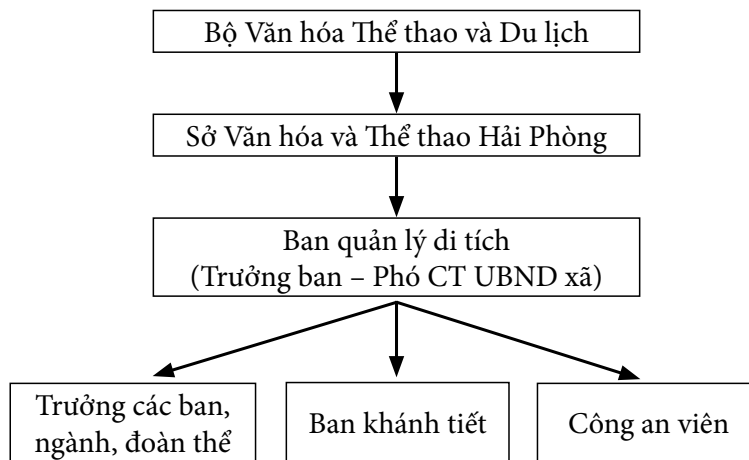 Bộ Văn hóa Thể thao và Du lịch
Sở Văn hóa và Thể thao Hải Phòng
Ban quản lý di tích
(Trưởng ban – Phó CT UBND xã)
Trưởng các ban,
ngành, đoàn thể
Ban khánh tiết
Công an viên